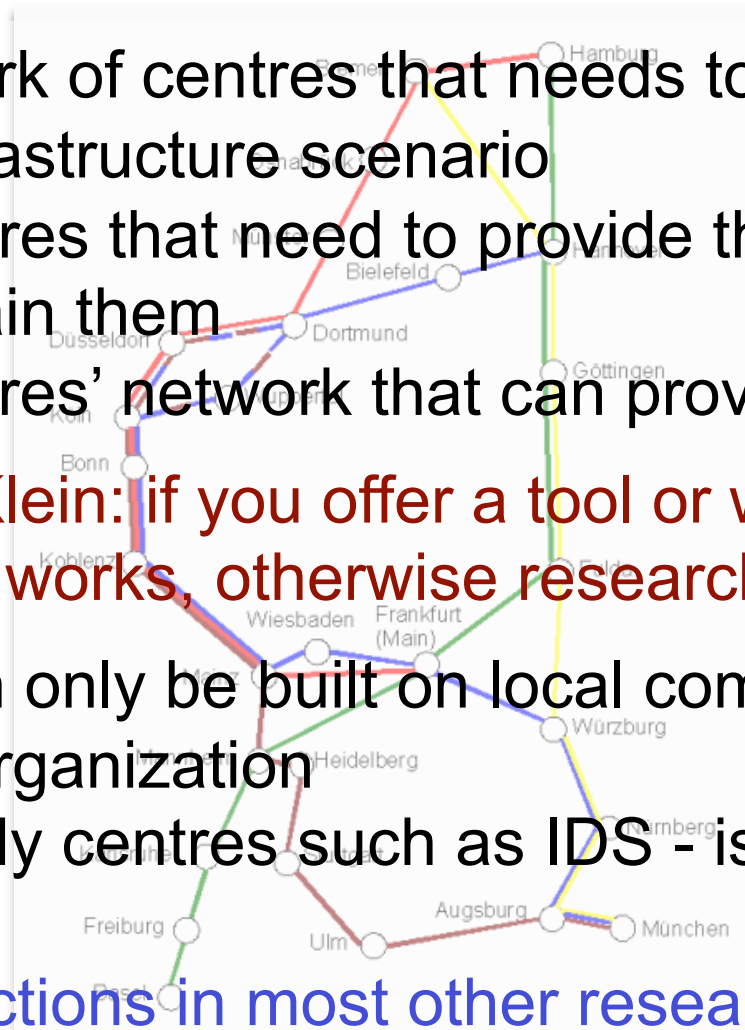 rk of centres that needs to
astructure scenario
res that need to provide th
in them
res' network that can prov
Klein: if you offer a tool or w
works, otherwise research
n only be built on local com
rganization
ly centres such as IDS - is
ctions in most other resea
Hamburg
Bielefeld
Dortmund
Düsseldorf
Göttingen
Köln
Bonn
Koblenz
Wiesbaden
Frankfurt
(Main)
Mainz
Würzburg
Heidelberg
Nürnberg
Augsburg
München
Freiburg
Ulm
Basel